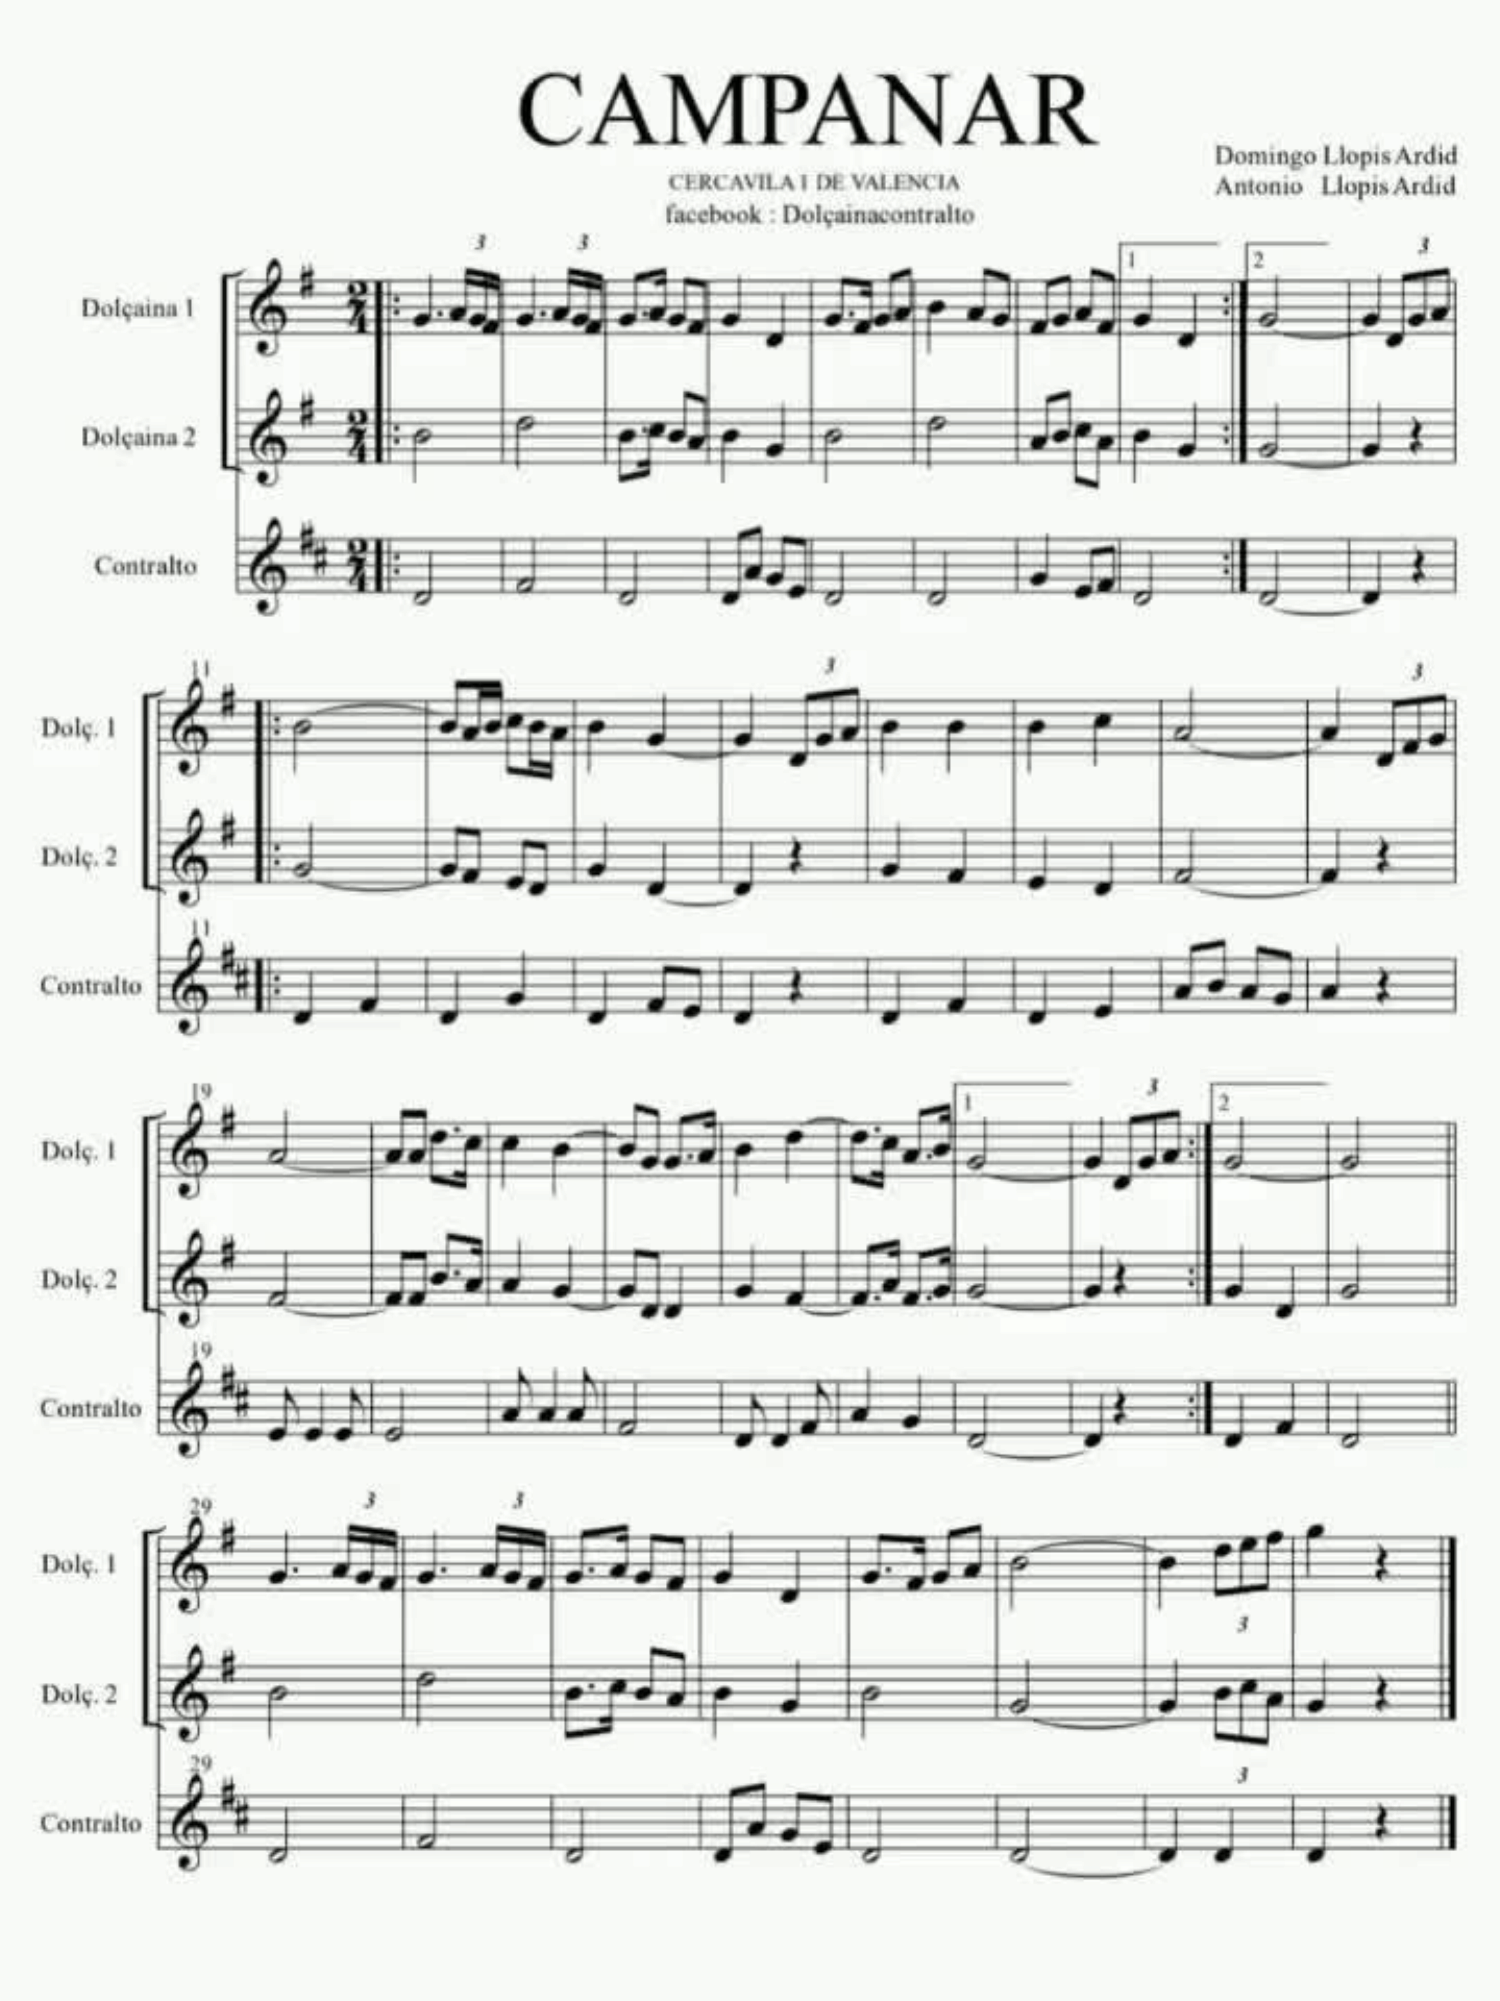 CAMPANAR
Domingo Llopis Ardid
CERCAVILA I DE VALENCIA
Antonio Llopis Ardid
facebook : Dolçainacontralto
3 3 1 2 3
Dolçaina 1
2
4
Dolçaina 2
2
4
Contralto
2
4
11 3 3
Dolç. 1
Dolç. 2
11
Contralto
19 1 3 2
Dolç. 1
Dolç. 2
19
Contralto
29 3 3
Dolç. 1
3
Dolç. 2
29 3
Contralto